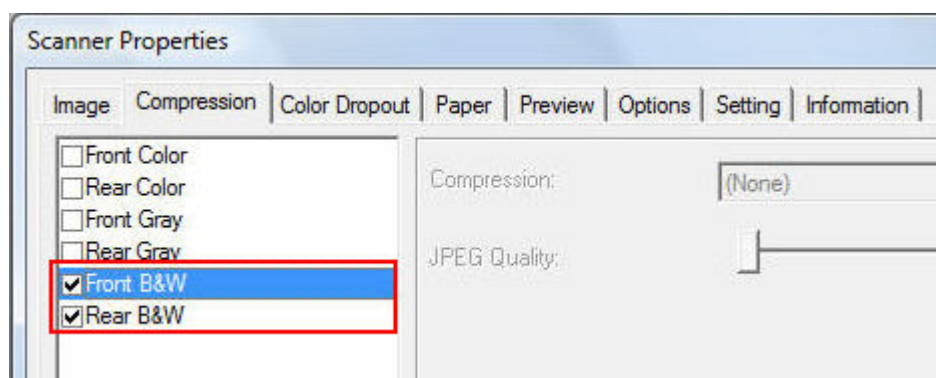 Scanner Properties
Image Compression Color Dropout Paper Preview Options Setting Information
Front Color
Rear Color
Front Gray
Rear Gray
Front B&W
Rear B&W
Compression: (None)
JPEG Quality: